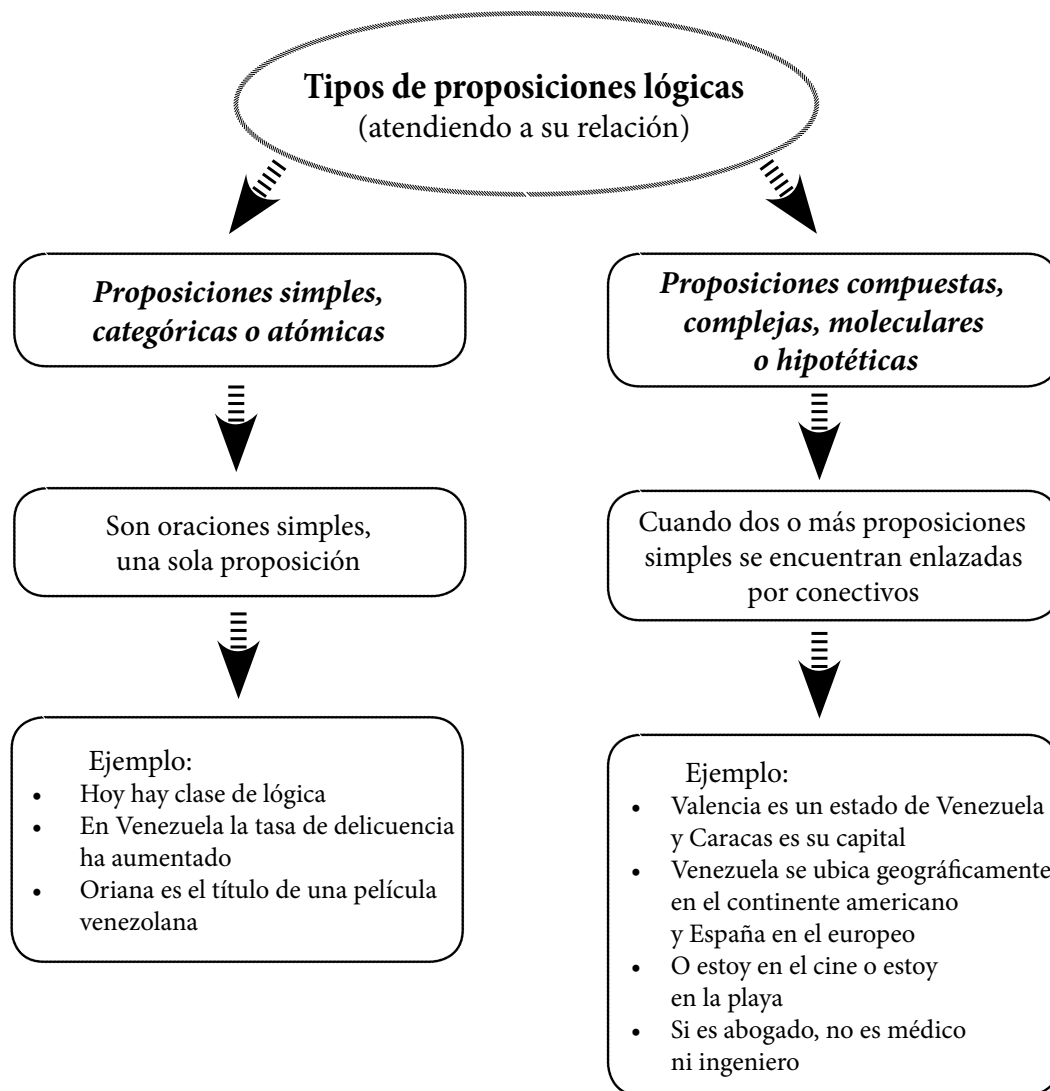 Tipos de proposiciones lógicas
(atendiendo a su relación)
Proposiciones simples,
categóricas o atómicas
Son oraciones simples,
una sola proposición
Ejemplo:
• Hoy hay clase de lógica
• En Venezuela la tasa de delicuencia
ha aumentado
• Oriana es el título de una película
venezolana
Proposiciones compuestas,
complejas, moleculares
o hipotéticas
Cuando dos o más proposiciones
simples se encuentran enlazadas
por conectivos
Ejemplo:
• Valencia es un estado de Venezuela
y Caracas es su capital
• Venezuela se ubica geográficamente
en el continente americano
y España en el europeo
• O estoy en el cine o estoy
en la playa
• Si es abogado, no es médico
ni ingeniero